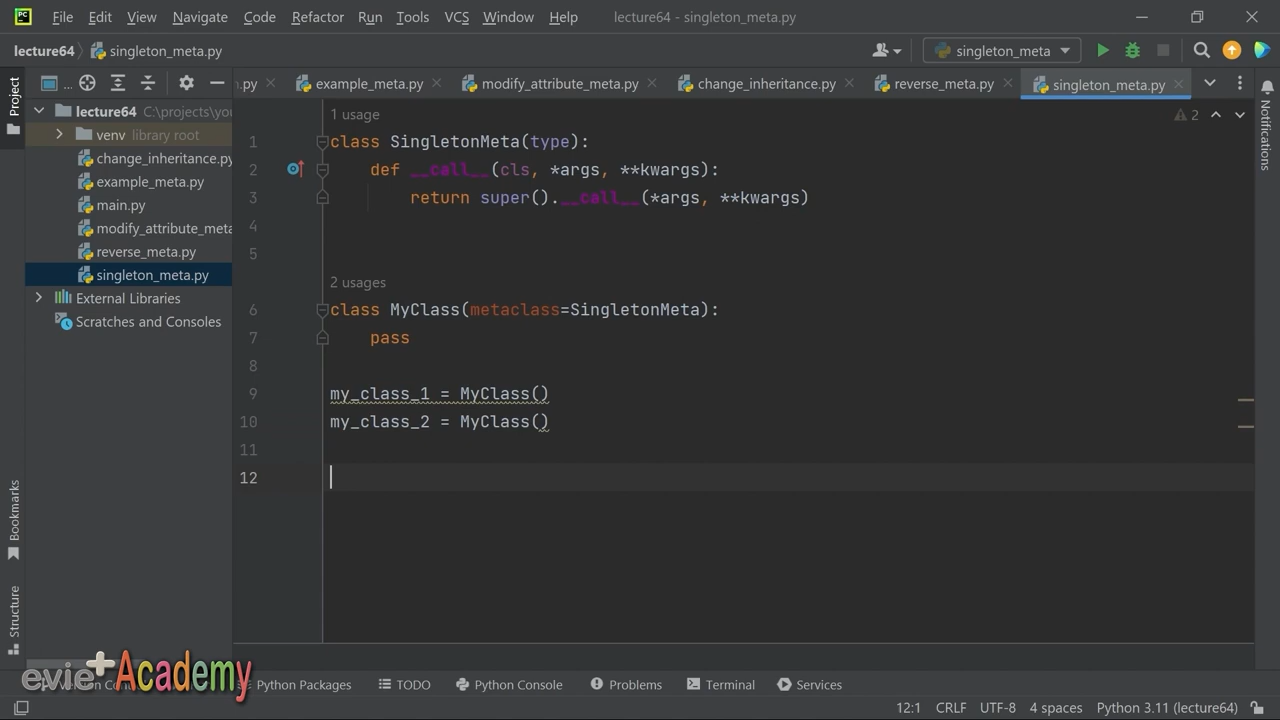 File Edit View Navigate Code Refactor Run Tools VCS Window Help lecture64 - singleton_meta.py
lecture64 singleton_meta.py singleton_meta
Project
... .py example_meta.py modify_attribute_meta.py change_inheritance.py reverse_meta.py singleton_meta.py
Notifications
lecture64 C:\projects\you
venv library root
change_inheritance.py
example_meta.py
main.py
modify_attribute_meta
reverse_meta.py
singleton_meta.py
External Libraries
Scratches and Consoles
1 usage
2
1 class SingletonMeta(type):
2 def __call__(cls, *args, **kwargs):
3 return super().__call__(*args, **kwargs)
4
5
2 usages
6 class MyClass(metaclass=SingletonMeta):
7 pass
8
9 my_class_1 = MyClass()
10 my_class_2 = MyClass()
11
12
Bookmarks
Structure
evie+Academy
Python Packages TODO Python Console Problems Terminal Services
12:1 CRLF UTF-8 4 spaces Python 3.11 (lecture64)